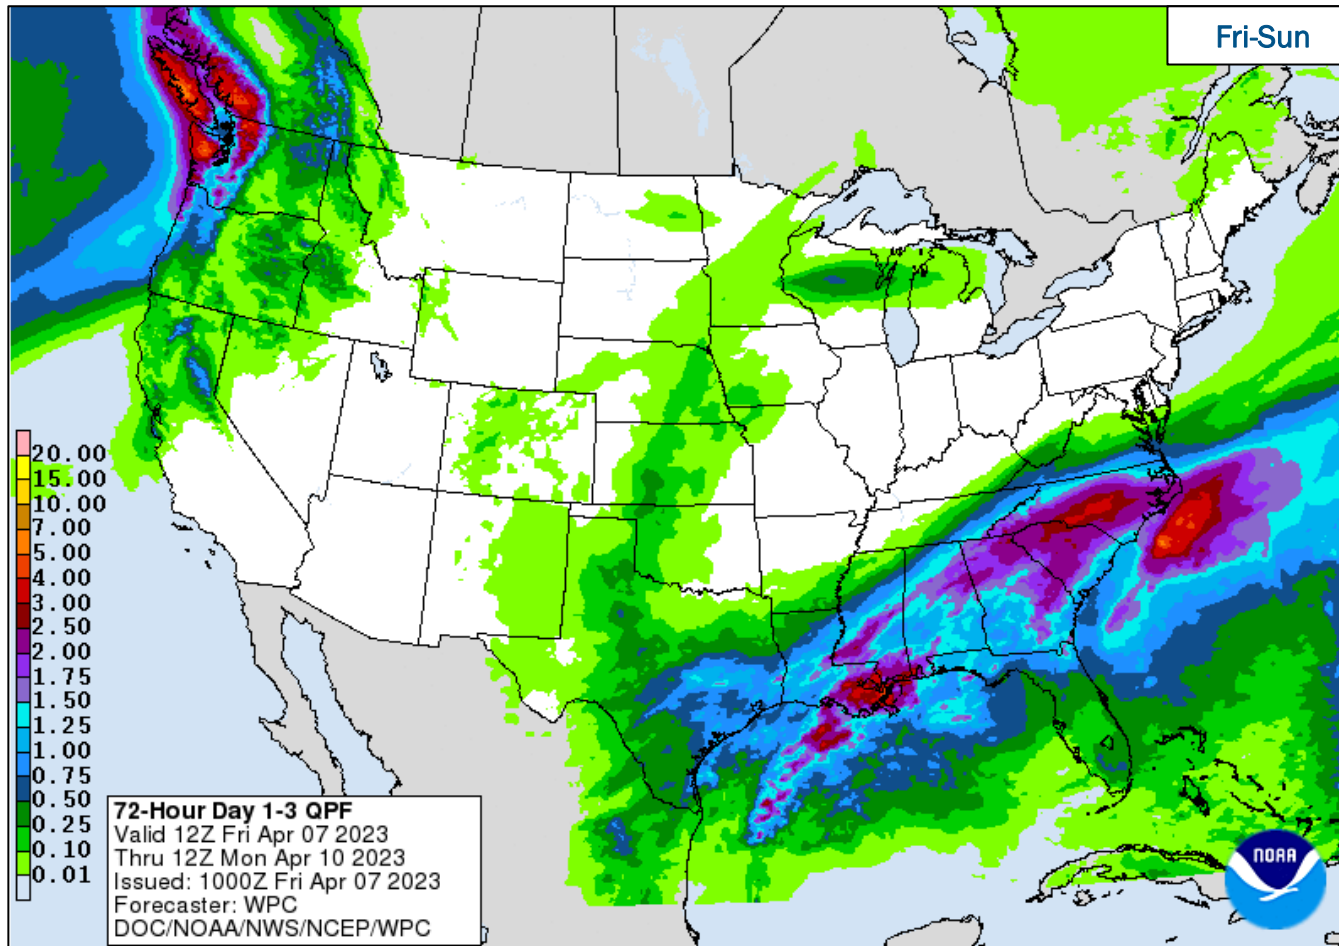 Fri-Sun
20.00
15.00
10.00
7.00
5.00
4.00
3.00
2.50
2.00
1.75
1.50
1.25
1.00
0.75
0.50
0.25
0.10
0.01
72-Hour Day 1-3 QPF
Valid 12Z Fri Apr 07 2023
Thru 12Z Mon Apr 10 2023
Issued: 1000Z Fri Apr 07 2023
Forecaster: WPC
DOC/NOAA/NWS/NCEP/WPC
NOAA